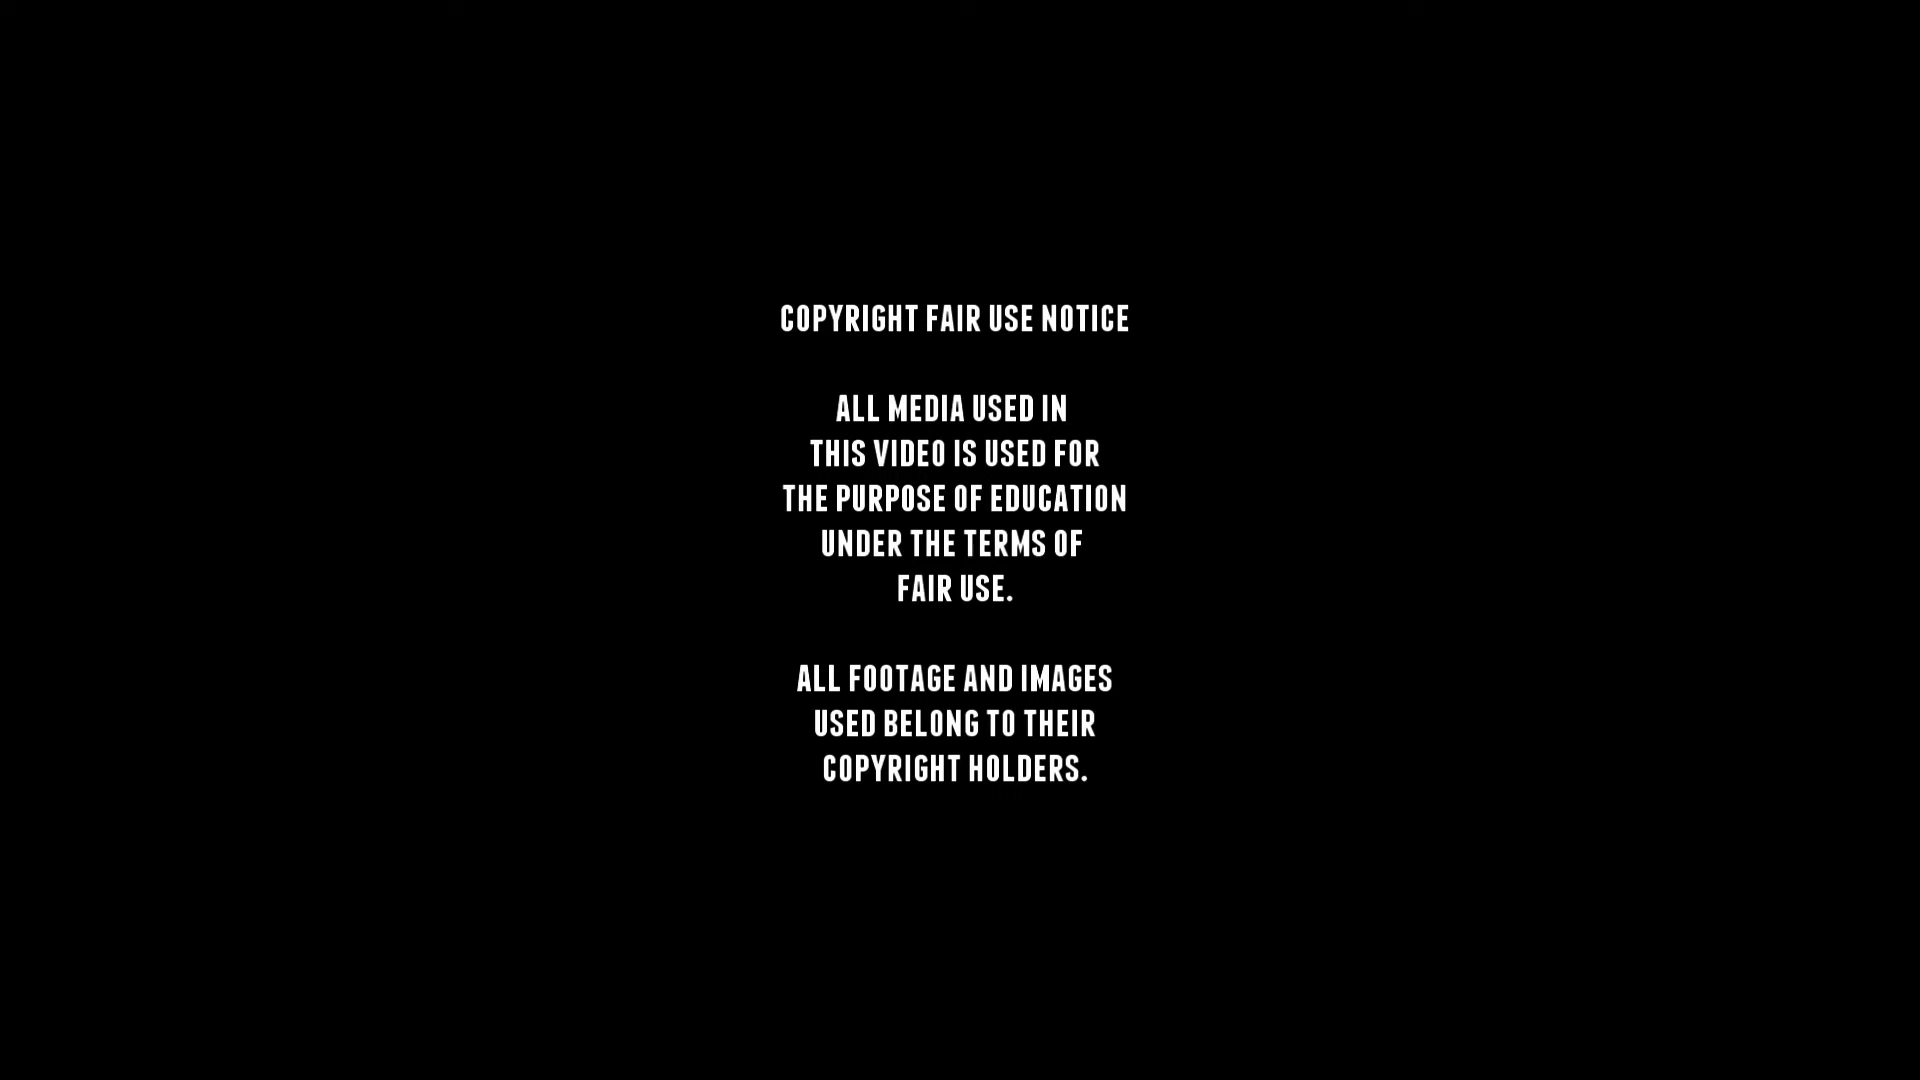 COPYRIGHT FAIR USE NOTICE
ALL MEDIA USED IN
THIS VIDEO IS USED FOR
THE PURPOSE OF EDUCATION
UNDER THE TERMS OF
FAIR USE.
ALL FOOTAGE AND IMAGES
USED BELONG TO THEIR
COPYRIGHT HOLDERS.